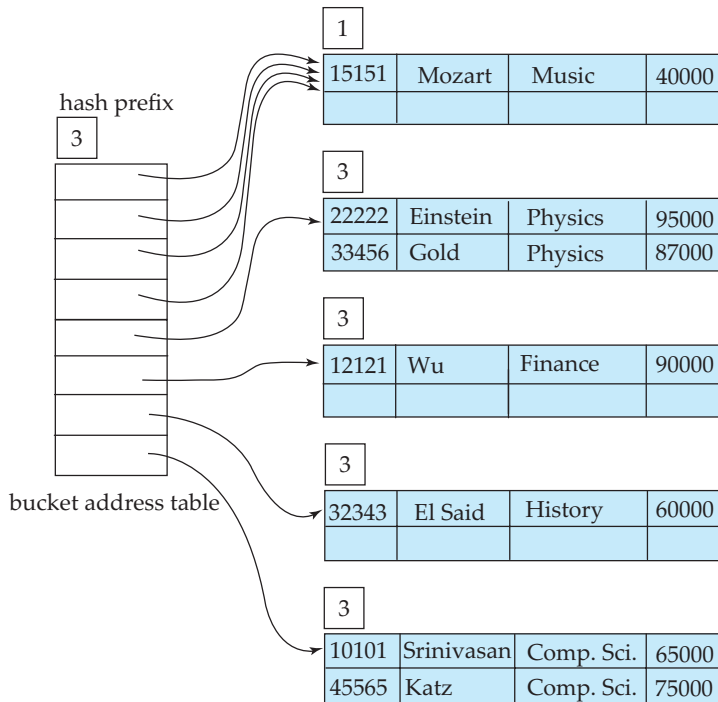 1
15151 Mozart Music 40000
hash prefix
3
3
22222 Einstein Physics 95000
33456 Gold Physics 87000
3
12121 Wu Finance 90000
3
bucket address table
32343 El Said History 60000
3
10101 Srinivasan Comp. Sci. 65000
45565 Katz Comp. Sci. 75000